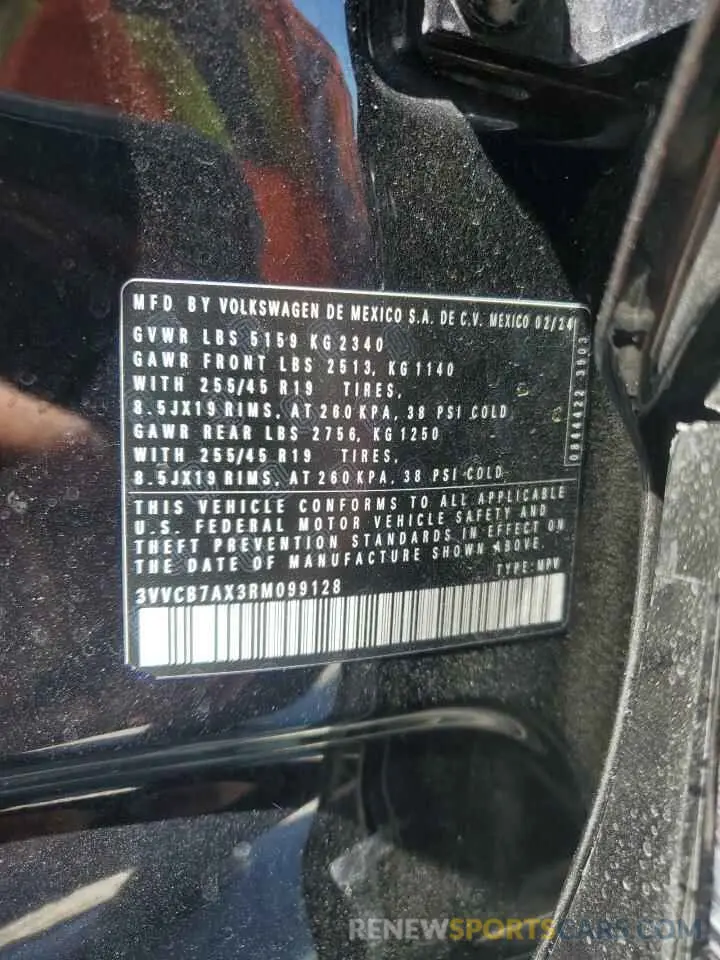 MFD BY VOLKSWAGEN DE MEXICO S.A. DE C.V. MEXICO 02/24
GVWR LBS 5159 KG 2340
GAWR FRONT LBS 2513, KG 1140
WITH 255/45 R19 TIRES,
8.5JX19 RIMS, AT 260 KPA, 38 PSI COLD
GAWR REAR LBS 2756, KG 1250
WITH 255/45 R19 TIRES,
8.5JX19 RIMS, AT 260 KPA, 38 PSI COLD
THIS VEHICLE CONFORMS TO ALL APPLICABLE
U.S. FEDERAL MOTOR VEHICLE SAFETY AND
THEFT PREVENTION STANDARDS IN EFFECT ON
THE DATE OF MANUFACTURE SHOWN ABOVE.
TYPE: MPV
3VVCB7AX3RM099128
RENEWSPORTSCARS.COM